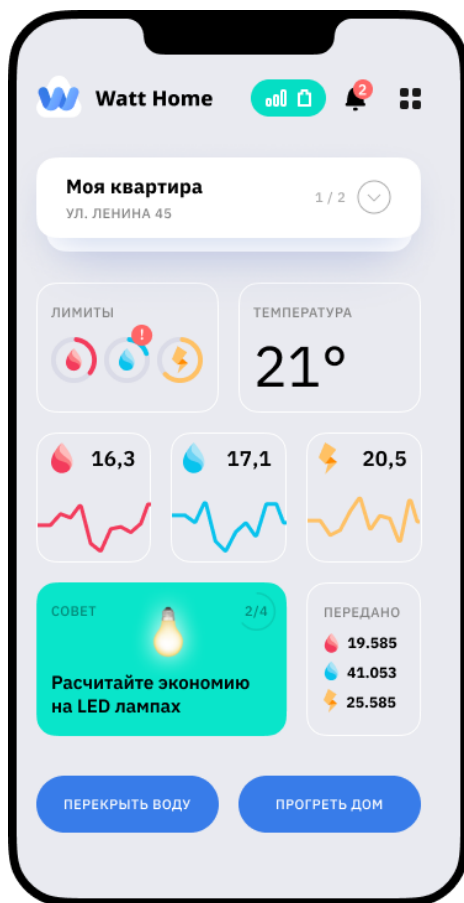 Watt Home
2
Моя квартира
УЛ. ЛЕНИНА 45
1 / 2
ЛИМИТЫ
!
ТЕМПЕРАТУРА
21°
16,3
17,1
20,5
СОВЕТ
2/4
Расчитайте экономию
на LED лампах
ПЕРЕДАНО
19.585
41.053
25.585
ПЕРЕКРЫТЬ ВОДУ
ПРОГРЕТЬ ДОМ